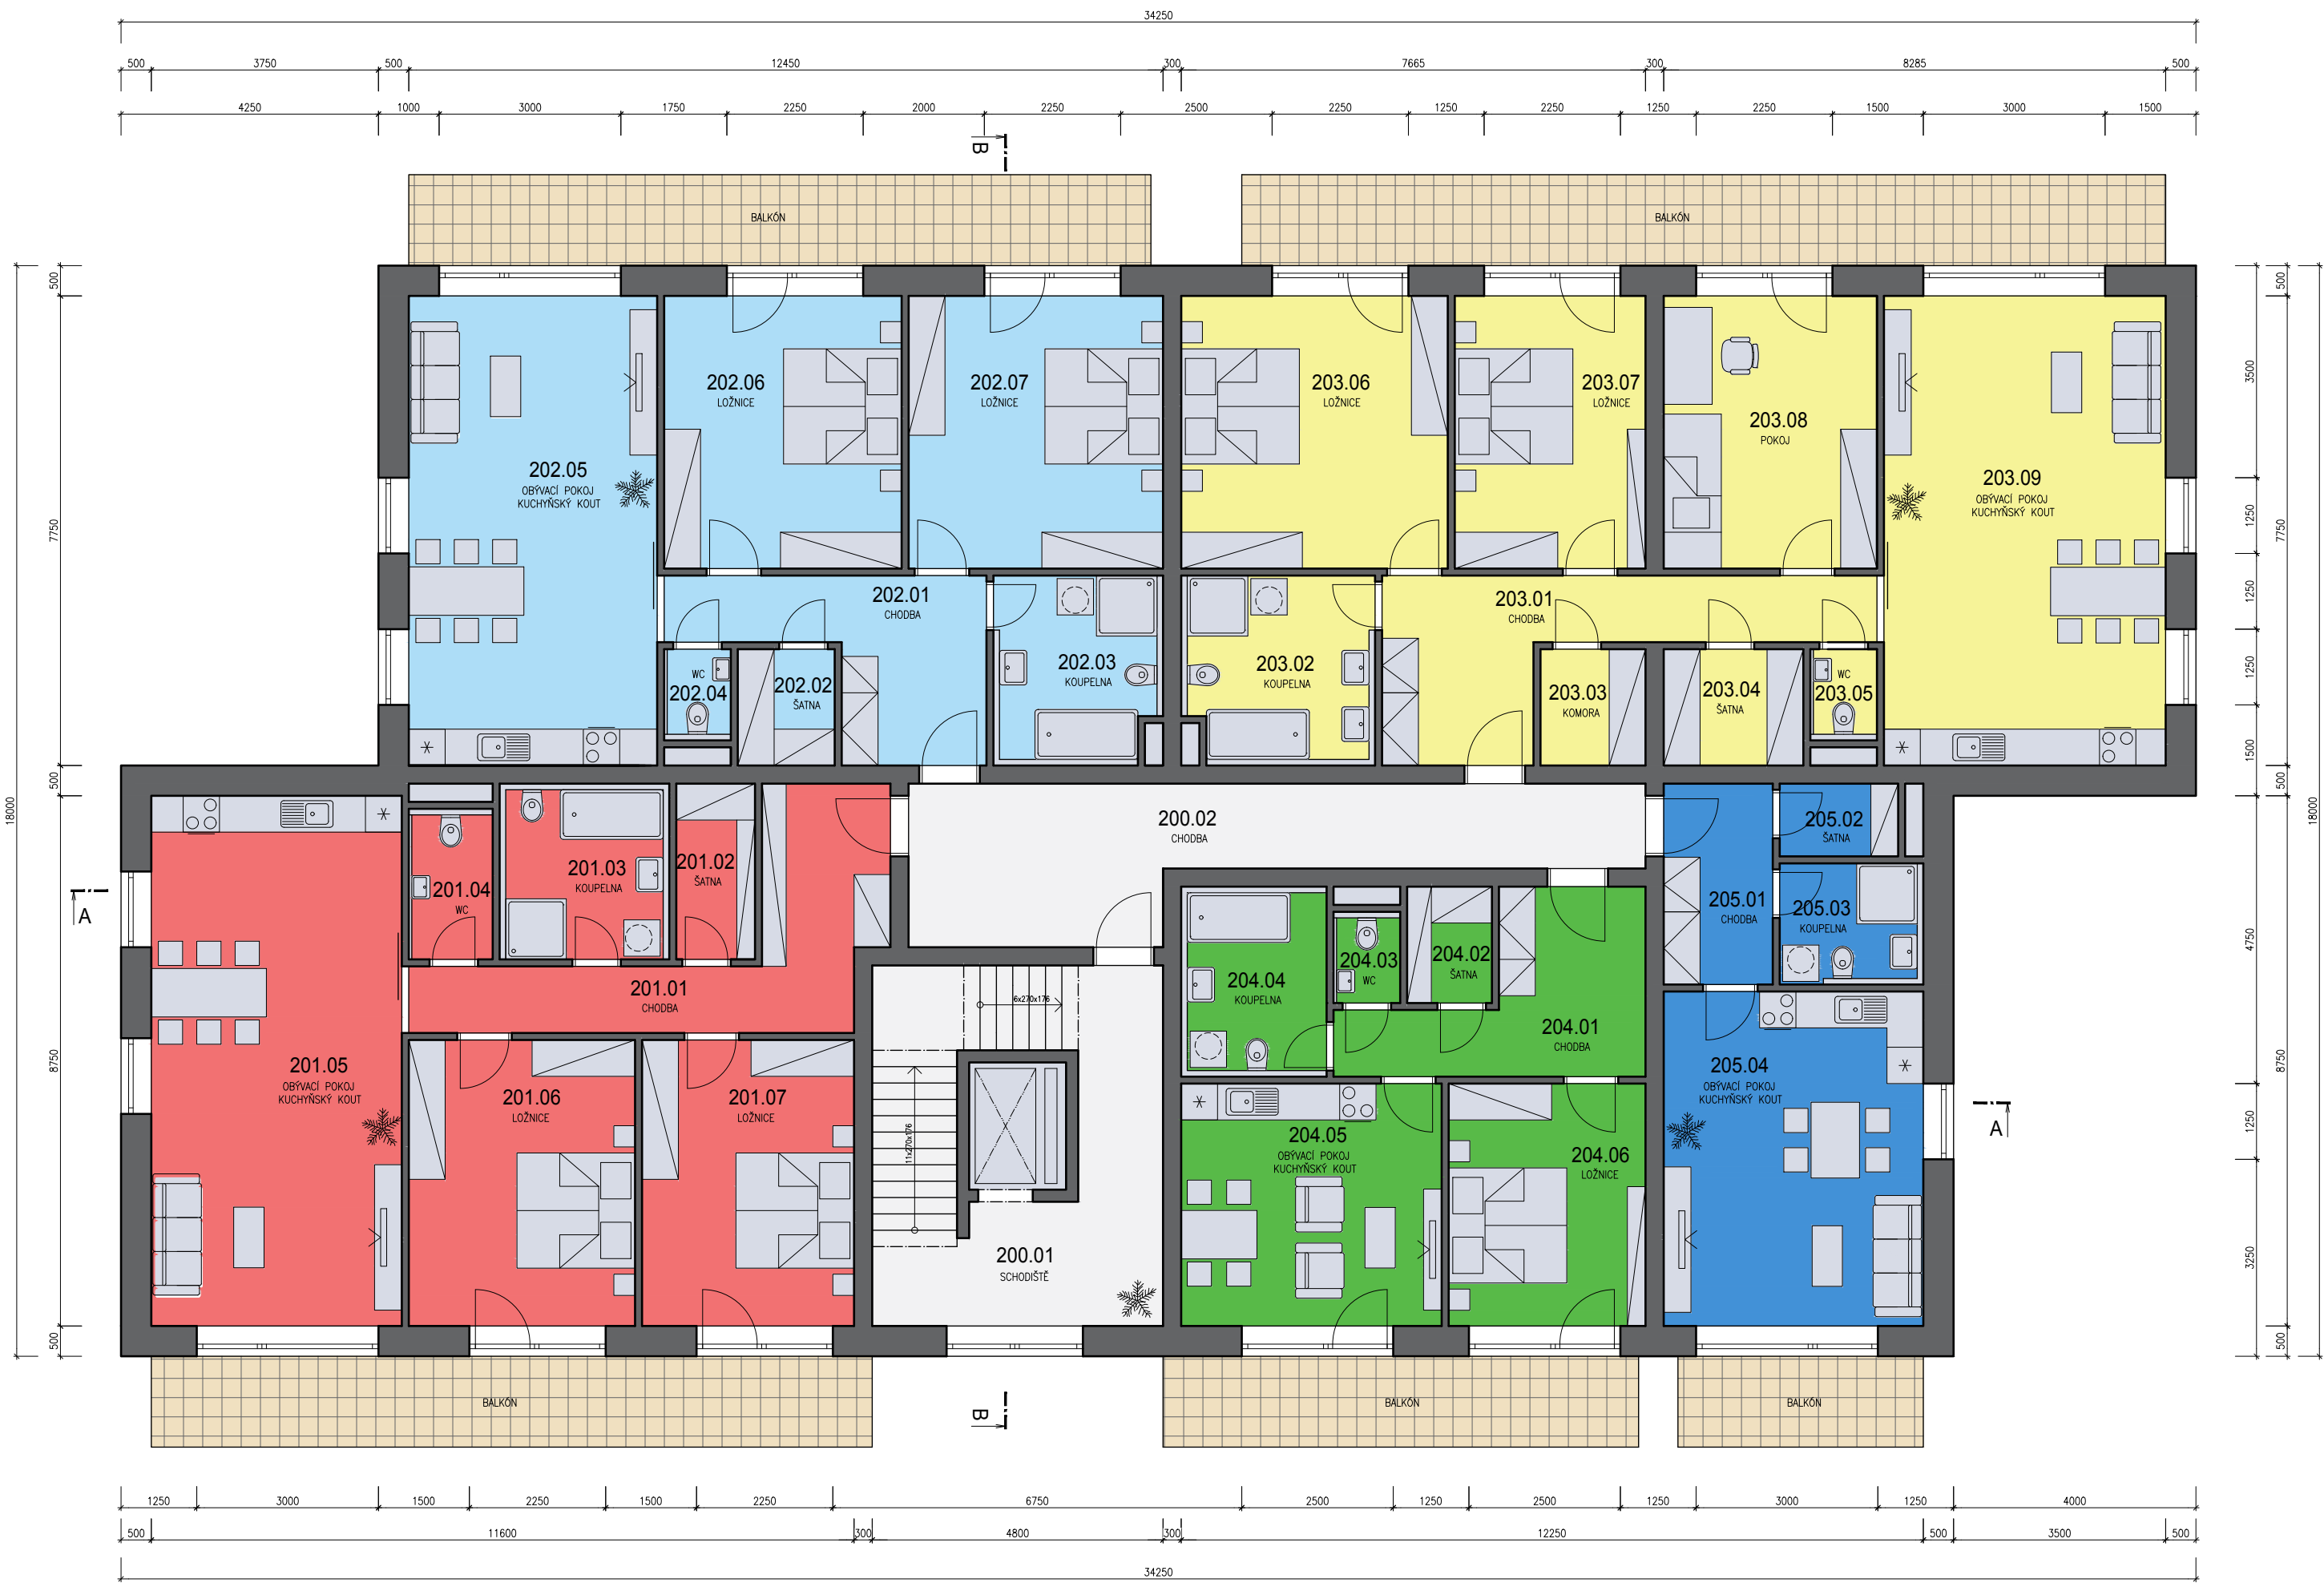 34250
500 3750 500 12450 300 7665 300 8285 500
4250 1000 3000 1750 2250 2000 2250 2500 2250 1250 2250 1250 2250 1500 3000 1500
B
BALKÓN
BALKÓN
18000
500
7750
500
8750
500
500
7750
500
8750
500
18000
3500
1250
1250
1250
1500
4750
1250
3250
202.05
OBÝVACÍ POKOJ
KUCHYŇSKÝ KOUT
202.06
LOŽNICE
202.07
LOŽNICE
203.06
LOŽNICE
203.07
LOŽNICE
203.08
POKOJ
203.09
OBÝVACÍ POKOJ
KUCHYŇSKÝ KOUT
202.01
CHODBA
WC
202.04
202.02
ŠATNA
202.03
KOUPELNA
203.02
KOUPELNA
203.01
CHODBA
203.03
KOMORA
203.04
ŠATNA
WC
203.05
A
201.04
WC
201.03
KOUPELNA
201.02
ŠATNA
200.02
CHODBA
205.02
ŠATNA
205.01
CHODBA
205.03
KOUPELNA
201.01
CHODBA
6x270x176
204.04
KOUPELNA
204.03
WC
204.02
ŠATNA
204.01
CHODBA
201.05
OBÝVACÍ POKOJ
KUCHYŇSKÝ KOUT
201.06
LOŽNICE
201.07
LOŽNICE
11x270x176
200.01
SCHODIŠTĚ
204.05
OBÝVACÍ POKOJ
KUCHYŇSKÝ KOUT
204.06
LOŽNICE
205.04
OBÝVACÍ POKOJ
KUCHYŇSKÝ KOUT
A
BALKÓN
B
BALKÓN
BALKÓN
1250 3000 1500 2250 1500 2250 6750 2500 1250 2500 1250 3000 1250 4000
500 11600 300 4800 300 12250 500 3500 500
34250